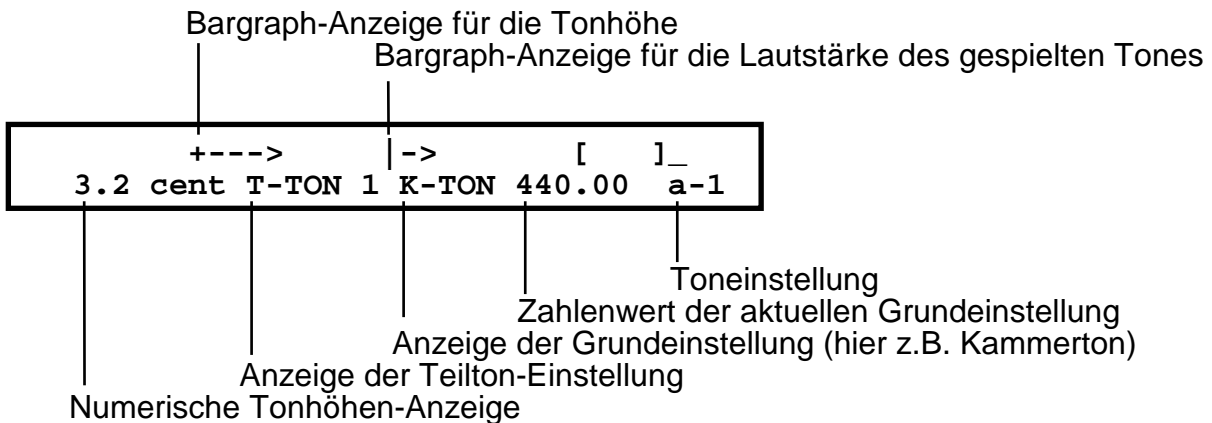 Bargraph-Anzeige für die Tonhöhe
Bargraph-Anzeige für die Lautstärke des gespielten Tones
+---> |-> [ ]_
3.2 cent T-TON 1 K-TON 440.00 a-1
Toneinstellung
Zahlenwert der aktuellen Grundeinstellung
Anzeige der Grundeinstellung (hier z.B. Kammerton)
Anzeige der Teilton-Einstellung
Numerische Tonhöhen-Anzeige